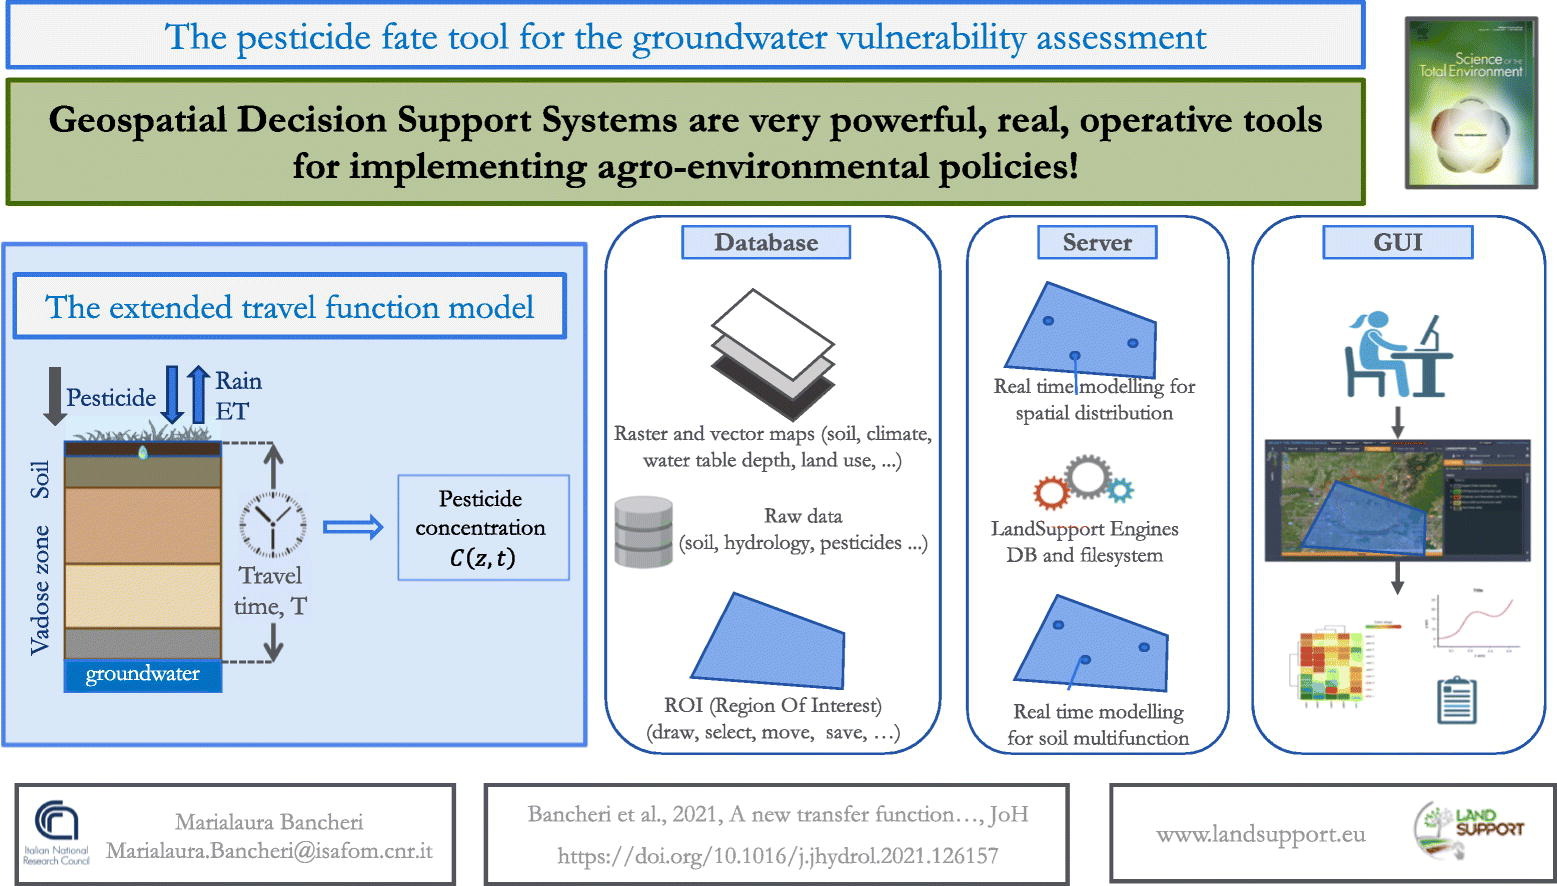 The pesticide fate tool for the groundwater vulnerability assessment
Geospatial Decision Support Systems are very powerful, real, operative tools
for implementing agro-environmental policies!
Science OF THE
Total Environment
The extended travel function model
Pesticide
Rain
ET
Soil
Vadose zone
Travel
time, T
groundwater
Pesticide
concentration
C(z, t)
Database
Raster and vector maps (soil, climate,
water table depth, land use, ...)
Raw data
(soil, hydrology, pesticides ...)
ROI (Region Of Interest)
(draw, select, move, save, …)
Server
Real time modelling for
spatial distribution
LandSupport Engines
DB and filesystem
Real time modelling
for soil multifunction
GUI
Title
Italian National
Research Council
Marialaura Bancheri
Marialaura.Bancheri@isafom.cnr.it
Bancheri et al., 2021, A new transfer function…, JoH
https://doi.org/10.1016/j.jhydrol.2021.126157
www.landsupport.eu
LAND
SUPPORT